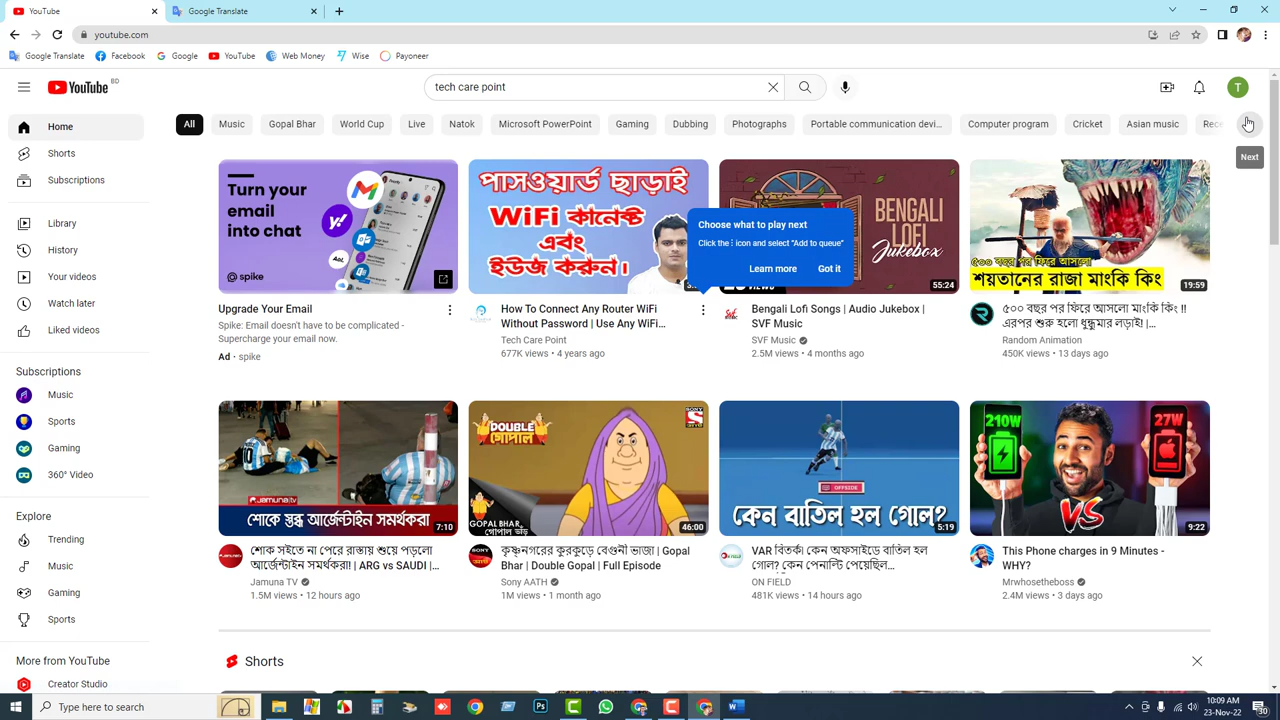 YouTube
Google Translate
youtube.com
Google Translate
Facebook
Google
YouTube
Web Money
Wise
Payoneer
YouTube BD
tech care point
T
Home
Shorts
Subscriptions
Library
History
Your videos
Watch later
Liked videos
Subscriptions
Music
Sports
Gaming
360° Video
Explore
Trending
Music
Gaming
Sports
More from YouTube
Creator Studio
All
Music
Gopal Bhar
World Cup
Live
Natok
Microsoft PowerPoint
Gaming
Dubbing
Photographs
Portable communication devi...
Computer program
Cricket
Asian music
Rece
Next
Turn your
email
into chat
AOL
@ spike
Upgrade Your Email
Spike: Email doesn't have to be complicated -
Supercharge your email now.
Ad · spike
পাসওয়ার্ড ছাড়াই
WiFi কানেক্ট
এবং
ইউজ করুন।
How To Connect Any Router WiFi
Without Password | Use Any WiFi...
Tech Care Point
677K views • 4 years ago
Choose what to play next
Click the ⋮ icon and select "Add to queue"
Learn more
Got it
BENGALI
LOFI
Jukebox
55:24
Bengali Lofi Songs | Audio Jukebox |
SVF Music
SVF Music
2.5M views • 4 months ago
৫০০ বছর পর ফিরে আসলো
শয়তানের রাজা মাংকি কিং
19:59
৫০০ বছর পর ফিরে আসলো মাংকি কিং !!
এরপর শুরু হলো ধুন্ধুমার লড়াই! |...
Random Animation
450K views • 13 days ago
JAMUNA TV
শোকে স্তব্ধ আর্জেন্টাইন সমর্থকরা
7:10
শোক সইতে না পেরে রাস্তায় শুয়ে পড়লো
আর্জেন্টাইন সমর্থকরা! | ARG vs SAUDI |...
Jamuna TV
1.5M views • 12 hours ago
DOUBLE
গোপাল
SONY
GOPAL BHAR
গোপাল ভাঁড়
46:00
কৃষ্ণনগরের কুরকুড়ে বেগুনী ভাজা | Gopal
Bhar | Double Gopal | Full Episode
Sony AATH
1M views • 1 month ago
OFFSIDE
কেন বাতিল হল গোল?
5:19
VAR বিতর্ক! কেন অফসাইডে বাতিল হল
গোল? কেন পেনাল্টি পেয়েছিল...
ON FIELD
481K views • 14 hours ago
210W
27W
VS
9:22
This Phone charges in 9 Minutes -
WHY?
Mrwhosetheboss
2.4M views • 3 days ago
Shorts
Type here to search
10:09 AM
23-Nov-22
30